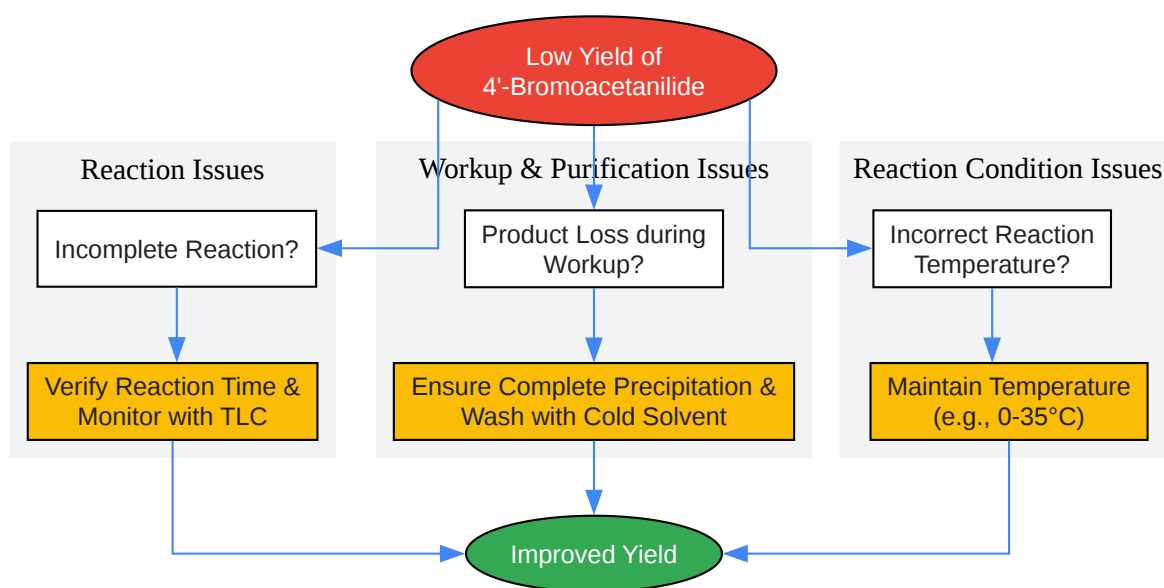 Low Yield of
4'-Bromoacetanilide
Reaction Issues
Workup & Purification Issues
Reaction Condition Issues
Incomplete Reaction?
Product Loss during
Workup?
Incorrect Reaction
Temperature?
Verify Reaction Time &
Monitor with TLC
Ensure Complete Precipitation &
Wash with Cold Solvent
Maintain Temperature
(e.g., 0-35°C)
Improved Yield